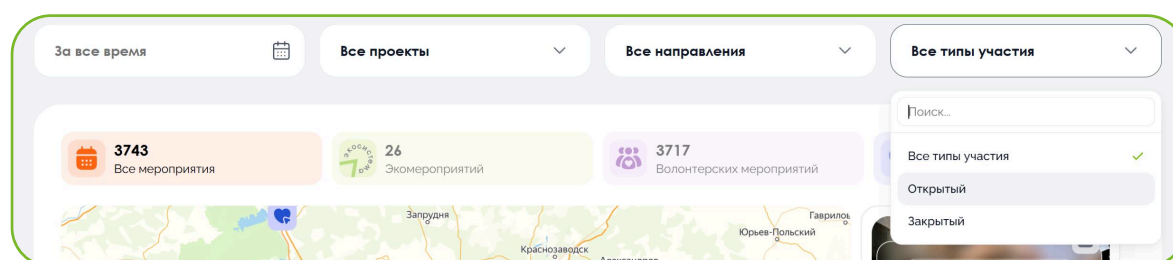 За все время
Все проекты
Все направления
Все типы участия
Поиск...
Все типы участия
Открытый
Закрытый
3743
Все мероприятия
экосистема
26
Экомероприятий
3717
Волонтерских мероприятий
Запрудня
Краснозаводск
Юрьев-Польский